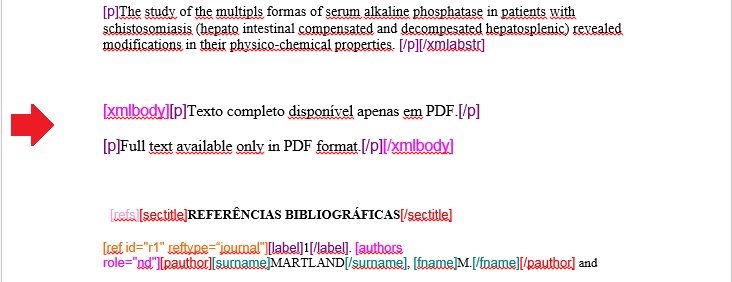 [p]The study of the multipls formas of serum alkaline phosphatase in patients with
schistosomiasis (hepato intestinal compensated and decompesated hepatosplenic) revealed
modifications in their physico-chemical properties. [/p][/xmlabstr]
[xmlbody][p]Texto completo disponível apenas em PDF.[/p]
[p]Full text available only in PDF format.[/p][/xmlbody]
[refs][sectitle]REFERÊNCIAS BIBLIOGRÁFICAS[/sectitle]
[ref id="r1" reftype="journal"][label]1[/label]. [authors
role="nd"][pauthor][surname]MARTLAND[/surname], [fname]M.[/fname][/pauthor] and